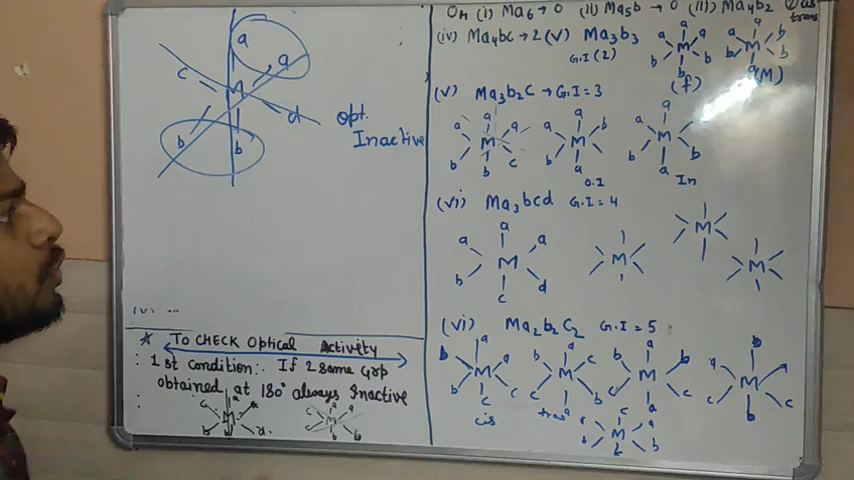 a
c
a
M
d
b
b
opt.
Inactive
(v) --
* To CHECK Optical Activity
1st condition:. If 2 same Grp
obtained at 180° always Inactive
Oh (i) Ma6 → 0 (ii) Ma5b → 0 (ii) Ma4b2
trans
(iv) Ma4bc → 2 (v) Ma3b3
G.I (2)
(f)
(M)
(v) Ma3b2c → G.I = 3
a
a a a b a
M M M
b c b b b
b a a
O.I In
(vi) Ma3bcd G.I = 4
a
a a
M M M M
b d
c
(vi) Ma2b2c2 G.I = 5
b a a b a c b a b a b a
M M M M
b c c b c c c c
c a a b
cis trans
c
c a
M
b b